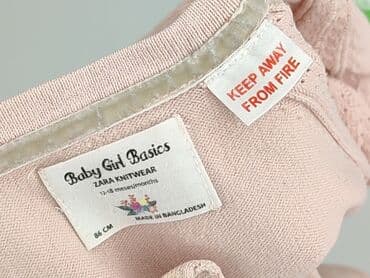 Baby Girl Basics
ZARA KNITWEAR
12-18 meses/months
86 CM
MADE IN BANGLADESH
KEEP AWAY
FROM FIRE